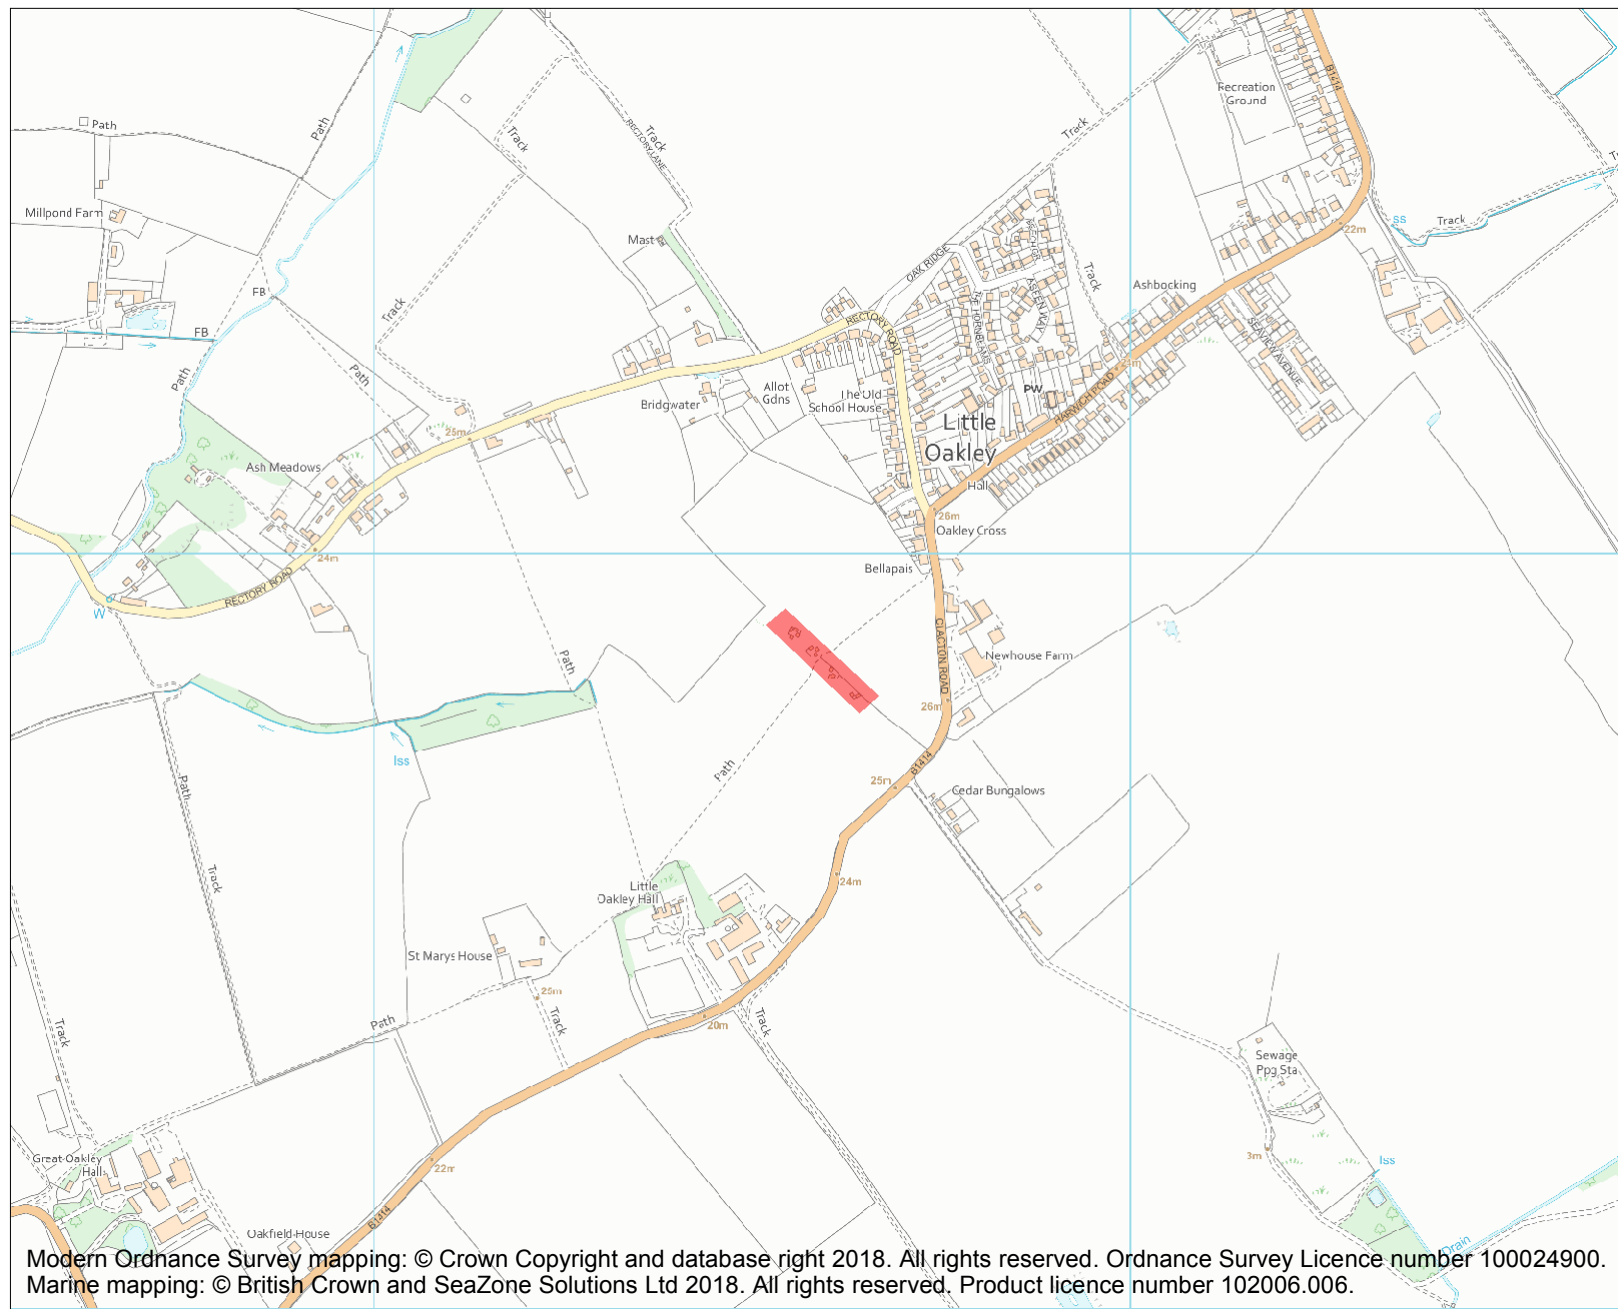 Path
Path
Millpond Farm
Track
Track
RECTORY LANE
Mast
Track
FB
FB
Path
Path
Recreation
Ground
B1414
Track
22m
Track
OAK RIDGE
Track
Ashbocking
RECTORY ROAD
THE HORNBEAMS
ASPEN WAY
SEAVIEW AVENUE
Allot
Gdns
The Old
School House
Bridgwater
PW
HARWICH ROAD
Little
Oakley
25m
Ash Meadows
Hall
26m
Oakley Cross
24m
Bellapais
RECTORY ROAD
W
CLACTON ROAD
Newhouse Farm
Path
26m
Iss
Path
B1414
25m
Cedar Bungalows
Path
Track
24m
Little
Oakley Hall
St Marys House
25m
Track
Path
20m
Track
Track
Sewage
Ppg Sta
3m
Iss
Drain
Great Oakley
Hall
22m
B1414
Oakfield House
Modern Ordnance Survey mapping: © Crown Copyright and database right 2018. All rights reserved. Ordnance Survey Licence number 100024900.
Marine mapping: © British Crown and SeaZone Solutions Ltd 2018. All rights reserved. Product licence number 102006.006.